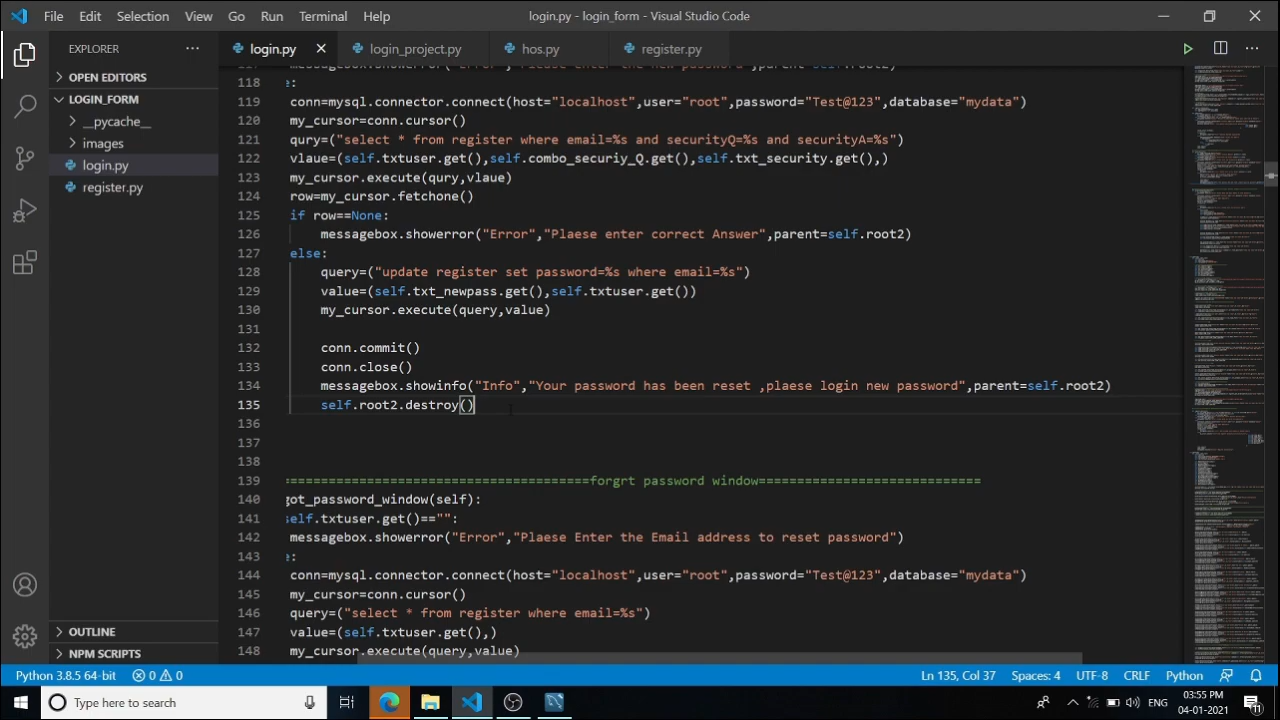 File Edit Selection View Go Run Terminal Help
login.py - login_form - Visual Studio Code
EXPLORER
login.py login_project.py hos.py register.py
OPEN EDITORS
LOGIN_FORM
__pycache__
images
login.py
register.py
NPM SCRIPTS
118 e:
119 conn=mysql.connector.connect(host="localhost",user="root",password="Test@123",database="mydata")
120 my_cursor=conn.cursor()
121 query=("select * from register where email=%s and securityQ=%s and securityA=%s")
122 vlaue=(self.txtuser.get(),self.combo_secuiy_Q.get(),self.txt_security.get(),)
123 my_cursor.execute(query,vlaue)
124 row=my_cursor.fetchone()
125 if row==None:
126 messagebox.showerror("Error","Please enter correct Answer",parent=self.root2)
127 else:
128 query=("update register set password=%s where email=%s")
129 value=(self.txt_newpass.get(),self.txtuser.get())
130 my_cursor.execute(query,value)
131
132 conn.commit()
133 conn.close()
134 messagebox.showerror("Info","Your password has been reset ,please login new password",parent=self.root2)
135 self.root2.destroy()
136
137
138
139 forgrt password window
140 got_password_window(self):
141 self.txtuser.get()=="":
142 messagebox.showerror("Error","Please Enter the Email address to reset password")
143 e:
144 conn=mysql.connector.connect(host="localhost",user="root",password="Test@123",database="mydata")
145 my_cursor=conn.cursor()
146 query=("select * from register where email=%s")
147 value=(self.txtuser.get(),)
148 my_cursor.execute(query,value)
Python 3.8.5 64-bit 0 0 Ln 135, Col 37 Spaces: 4 UTF-8 CRLF Python
Type here to search
ENG
03:55 PM
04-01-2021
11